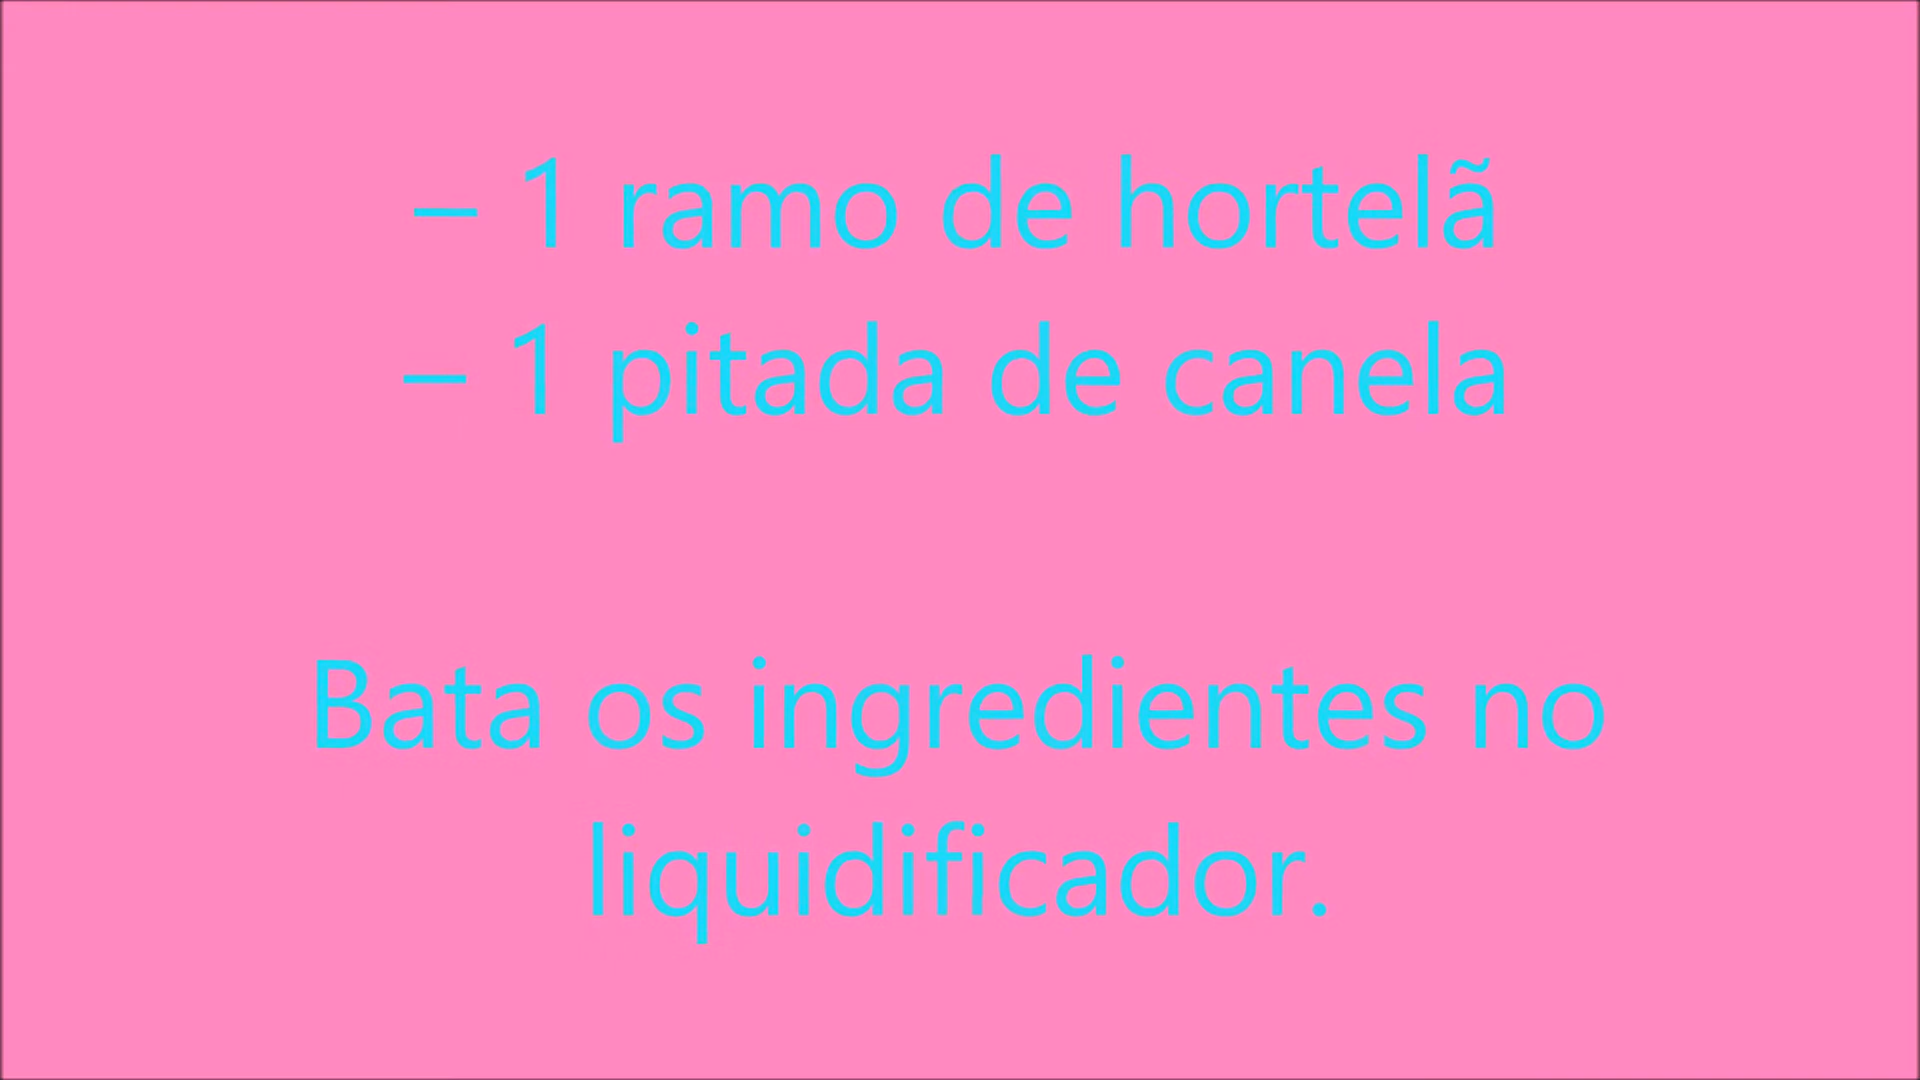 – 1 ramo de hortelã
– 1 pitada de canela
Bata os ingredientes no
liquidificador.